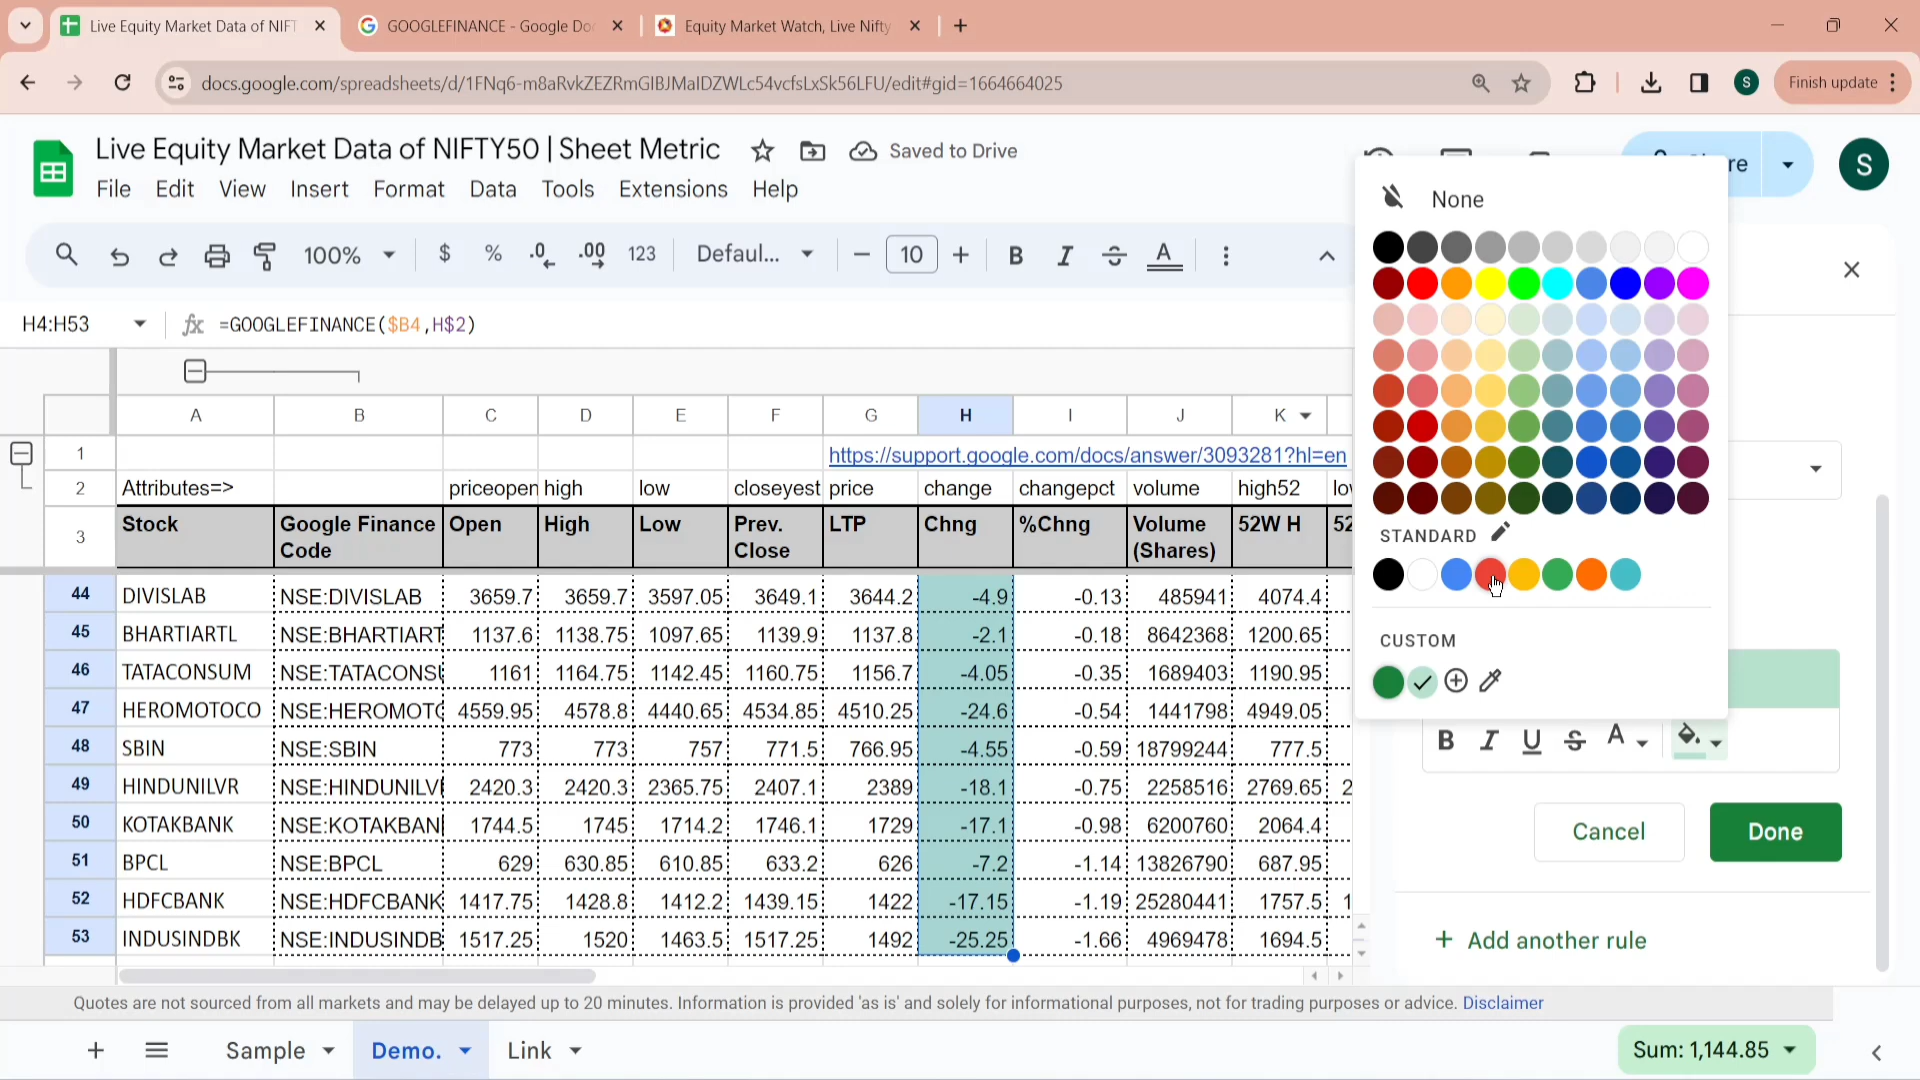 Live Equity Market Data of NIFT
GOOGLEFINANCE - Google Do
Equity Market Watch, Live Nifty
docs.google.com/spreadsheets/d/1FNq6-m8aRvkZEZRmGIBJMaIDZWLc54vcfsLxSk56LFU/edit#gid=1664664025
S
Finish update
Live Equity Market Data of NIFTY50 | Sheet Metric
Saved to Drive
S
File Edit View Insert Format Data Tools Extensions Help
100% $ % .0 .00 123 Defaul... 10 B I S A
H4:H53 fx =GOOGLEFINANCE($B4,H$2)
A B C D E F G H I J K
1 https://support.google.com/docs/answer/3093281?hl=en
2 Attributes=> priceopen high low closeyest price change changepct volume high52
3 Stock Google Finance Code Open High Low Prev. Close LTP Chng %Chng Volume (Shares) 52W H 52
44 DIVISLAB NSE:DIVISLAB 3659.7 3659.7 3597.05 3649.1 3644.2 -4.9 -0.13 485941 4074.4
45 BHARTIARTL NSE:BHARTIART 1137.6 1138.75 1097.65 1139.9 1137.8 -2.1 -0.18 8642368 1200.65
46 TATACONSUM NSE:TATACONSU 1161 1164.75 1142.45 1160.75 1156.7 -4.05 -0.35 1689403 1190.95
47 HEROMOTOCO NSE:HEROMOTO 4559.95 4578.8 4440.65 4534.85 4510.25 -24.6 -0.54 1441798 4949.05
48 SBIN NSE:SBIN 773 773 757 771.5 766.95 -4.55 -0.59 18799244 777.5
49 HINDUNILVR NSE:HINDUNILV 2420.3 2420.3 2365.75 2407.1 2389 -18.1 -0.75 2258516 2769.65 2
50 KOTAKBANK NSE:KOTAKBAN 1744.5 1745 1714.2 1746.1 1729 -17.1 -0.98 6200760 2064.4
51 BPCL NSE:BPCL 629 630.85 610.85 633.2 626 -7.2 -1.14 13826790 687.95
52 HDFCBANK NSE:HDFCBANK 1417.75 1428.8 1412.2 1439.15 1422 -17.15 -1.19 25280441 1757.5 1
53 INDUSINDBK NSE:INDUSINDB 1517.25 1520 1463.5 1517.25 1492 -25.25 -1.66 4969478 1694.5
None
STANDARD
CUSTOM
B I U S A
Cancel Done
+ Add another rule
Quotes are not sourced from all markets and may be delayed up to 20 minutes. Information is provided 'as is' and solely for informational purposes, not for trading purposes or advice. Disclaimer
Sample Demo. Link Sum: 1,144.85